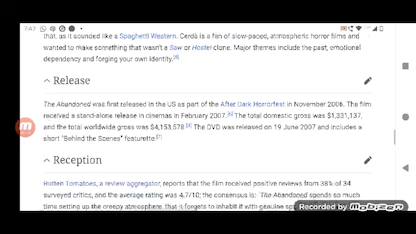 7:47
that, as it sounded like a Spaghetti Western. Cerdà is a fan of slow-paced, atmospheric horror films and
wanted to make something that wasn't a Saw or Hostel clone. Major themes include the past, emotional
dependency and forging your own identity.
Release
The Abandoned was first released in the US as part of the After Dark Horrorfest in November 2006. The film
received a stand-alone release in cinemas in February 2007.[6] The total domestic gross was $1,331,137,
and the total worldwide gross was $4,153,578.[3] The DVD was released on 19 June 2007 and includes a
short "Behind the Scenes" featurette.[7]
Reception
Rotten Tomatoes, a review aggregator, reports that the film received positive reviews from 38% of 34
surveyed critics, and the average rating was 4.7/10; the consensus is: "The Abandoned spends so much
time setting up the creepy atmosphere, that it forgets to inhabit it with genuine
Recorded by Mobizen